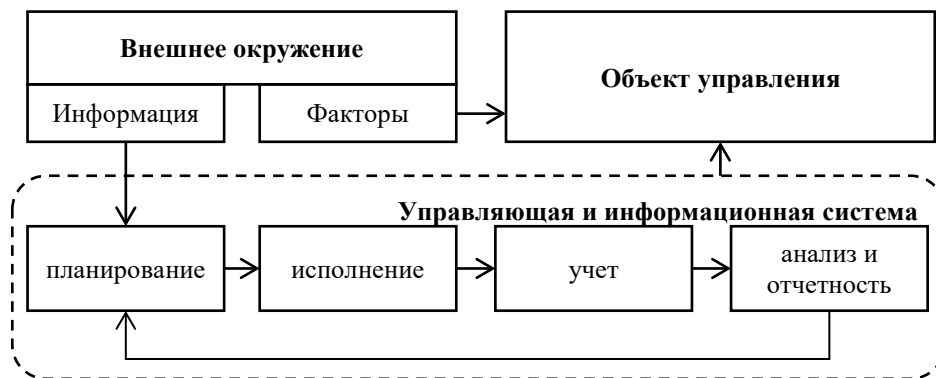 Внешнее окружение
Объект управления
Информация
Факторы
Управляющая и информационная система
планирование
исполнение
учет
анализ и
отчетность